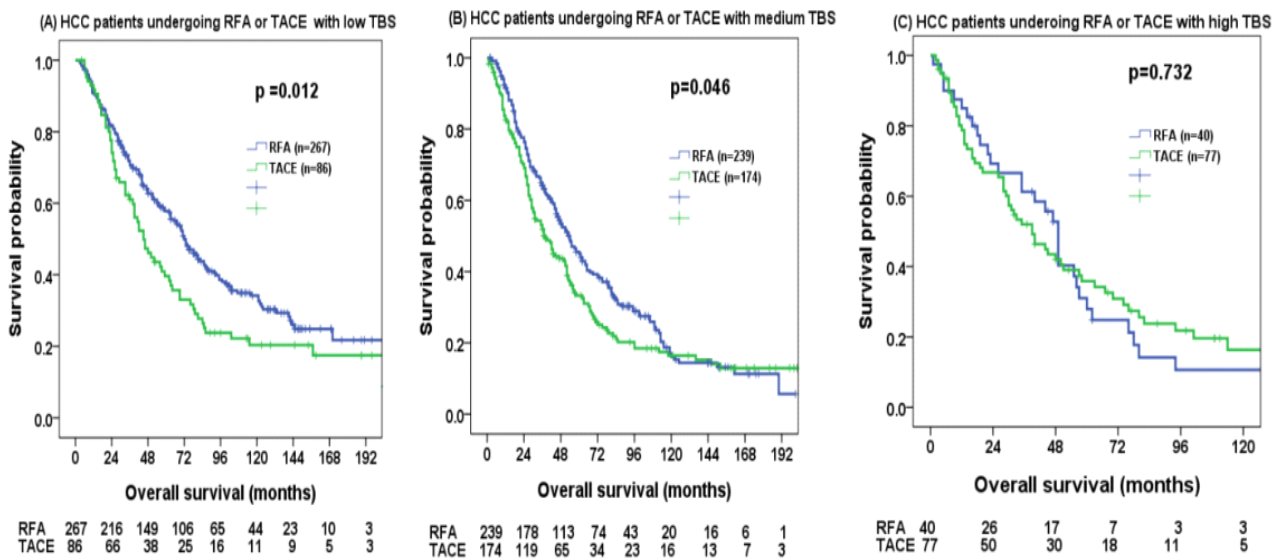 (A) HCC patients undergoing RFA or TACE with low TBS
Survival probability
1.0
0.8
0.6
0.4
0.2
0.0
p =0.012
RFA (n=267)
TACE (n=86)
0 24 48 72 96 120 144 168 192
Overall survival (months)
RFA 267 216 149 106 65 44 23 10 3
TACE 86 66 38 25 16 11 9 5 3
(B) HCC patients undergoing RFA or TACE with medium TBS
Survival probability
1.0
0.8
0.6
0.4
0.2
0.0
p=0.046
RFA (n=239)
TACE (n=174)
0 24 48 72 96 120 144 168 192
Overall survival (months)
RFA 239 178 113 74 43 20 16 6 1
TACE 174 119 65 34 23 16 13 7 3
(C) HCC patients underoing RFA or TACE with high TBS
Survival probability
1.0
0.8
0.6
0.4
0.2
0.0
p=0.732
RFA (n=40)
TACE (n=77)
0 24 48 72 96 120
Overall survival (months)
RFA 40 26 17 7 3 3
TACE 77 50 30 18 11 5